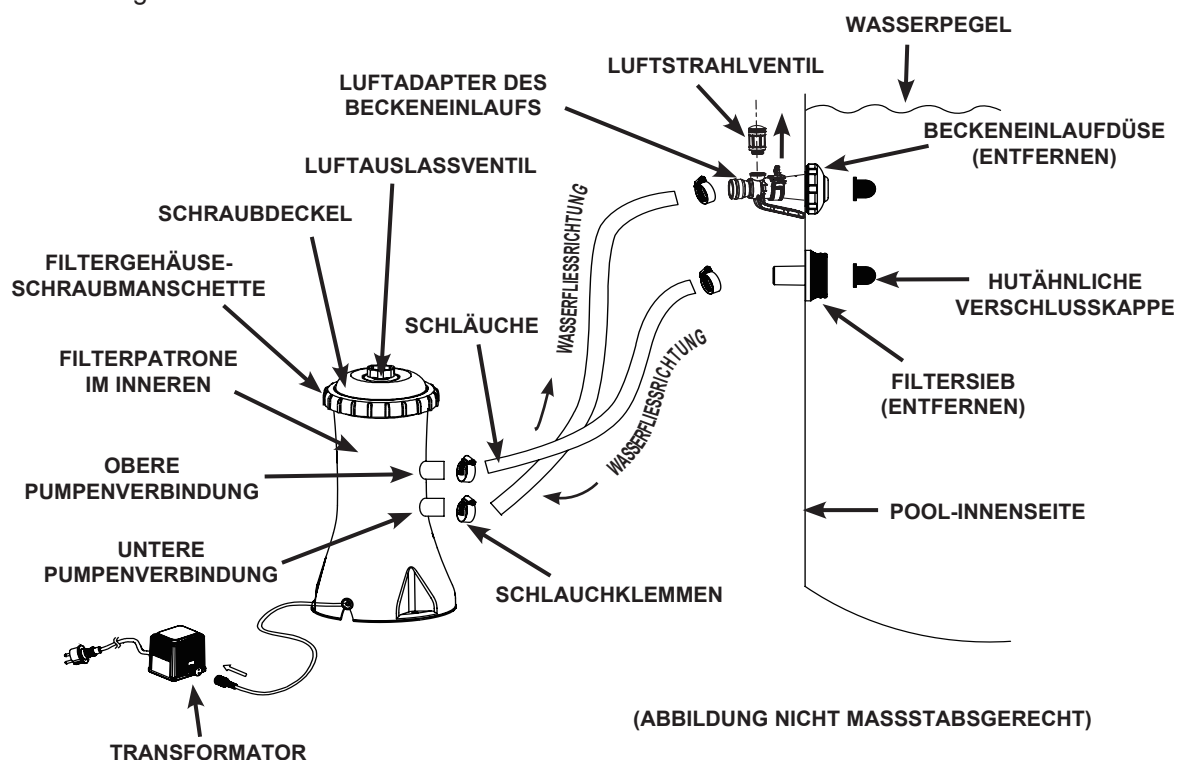 WASSERPEGEL
LUFTSTRAHLVENTIL
LUFTADAPTER DES
BECKENEINLAUFS
BECKENEINLAUFDÜSE
(ENTFERNEN)
LUFTAUSLASSVENTIL
SCHRAUBDECKEL
FILTERGEHÄUSE-
SCHRAUBMANSCHETTE
WASSERFLIESSRICHTUNG
HUTÄHNLICHE
VERSCHLUSSKAPPE
SCHLÄUCHE
WASSERFLIESSRICHTUNG
FILTERPATRONE
IM INNEREN
FILTERSIEB
(ENTFERNEN)
OBERE
PUMPENVERBINDUNG
POOL-INNENSEITE
UNTERE
PUMPENVERBINDUNG
SCHLAUCHKLEMMEN
(ABBILDUNG NICHT MASSSTABSGERECHT)
TRANSFORMATOR